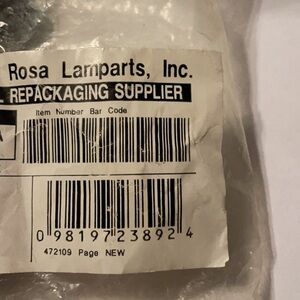 Rosa Lamparts, Inc.
REPACKAGING SUPPLIER
Item Number Bar Code
0 98197 23892 4
472109 Page NEW